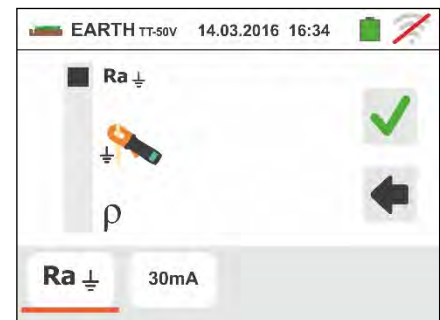 EARTH TT-50V 14.03.2016 16:34
Ra ⏚
⏚
ρ
Ra ⏚ 30mA